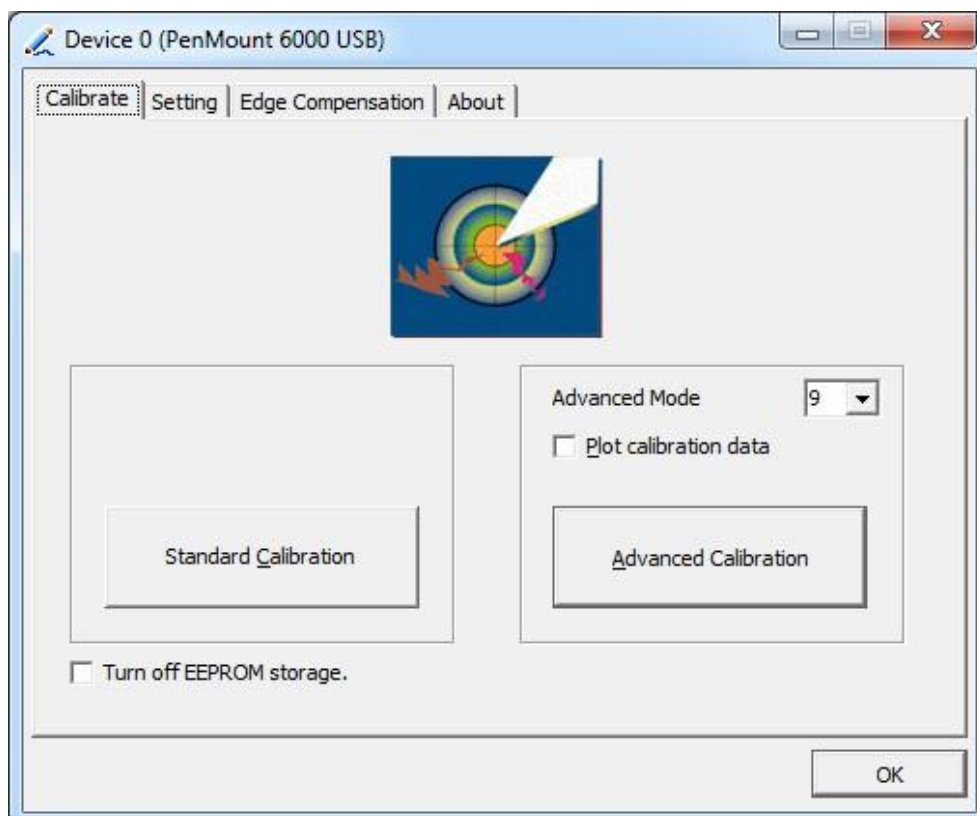 Device 0 (PenMount 6000 USB)
Calibrate Setting Edge Compensation About
Advanced Mode 9
Plot calibration data
Standard Calibration
Advanced Calibration
Turn off EEPROM storage.
OK